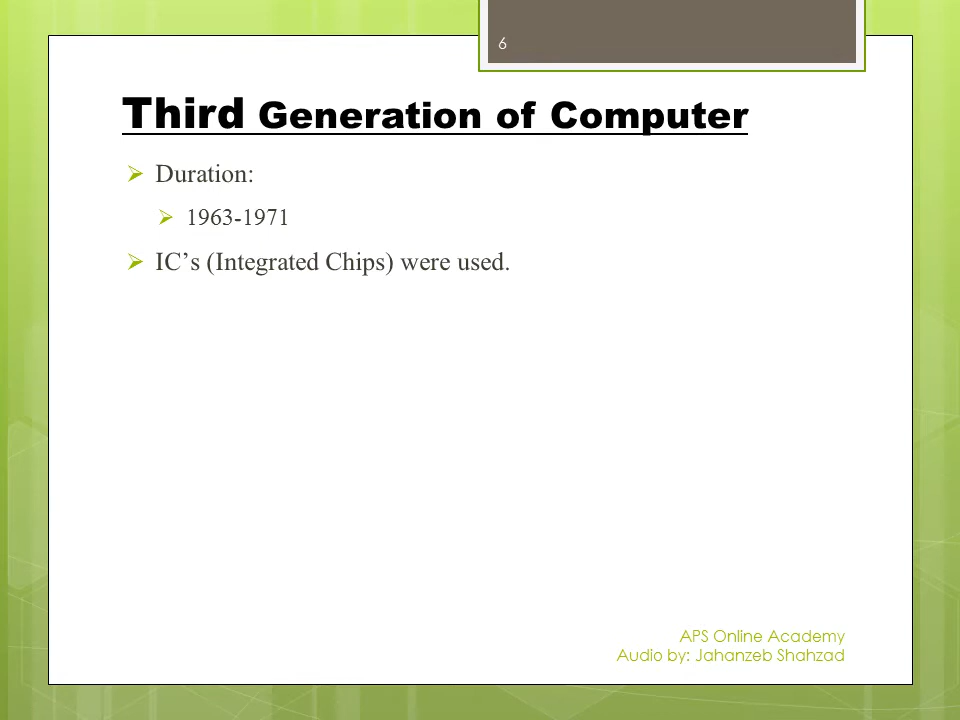 6
Third Generation of Computer
Duration:
1963-1971
IC’s (Integrated Chips) were used.
APS Online Academy
Audio by: Jahanzeb Shahzad